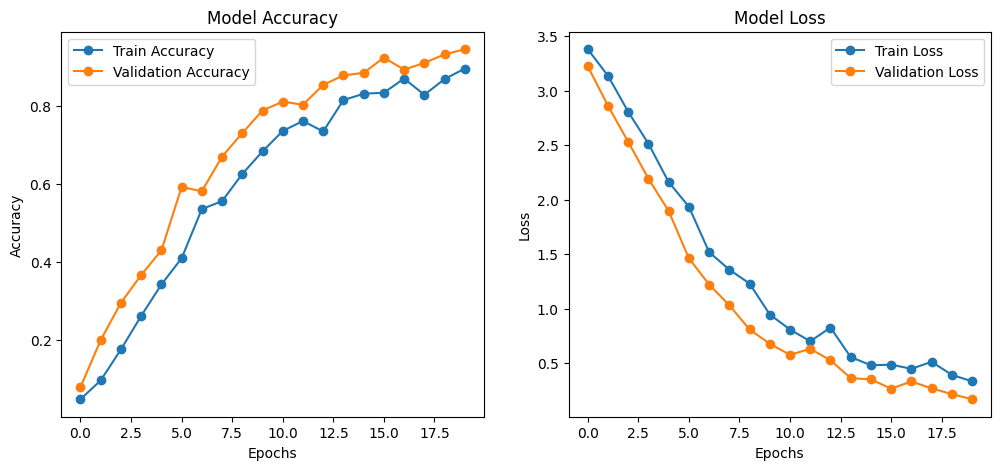 Model Accuracy
Train Accuracy
Validation Accuracy
Accuracy
0.8
0.6
0.4
0.2
0.0 2.5 5.0 7.5 10.0 12.5 15.0 17.5
Epochs
Model Loss
Train Loss
Validation Loss
Loss
3.5
3.0
2.5
2.0
1.5
1.0
0.5
0.0 2.5 5.0 7.5 10.0 12.5 15.0 17.5
Epochs